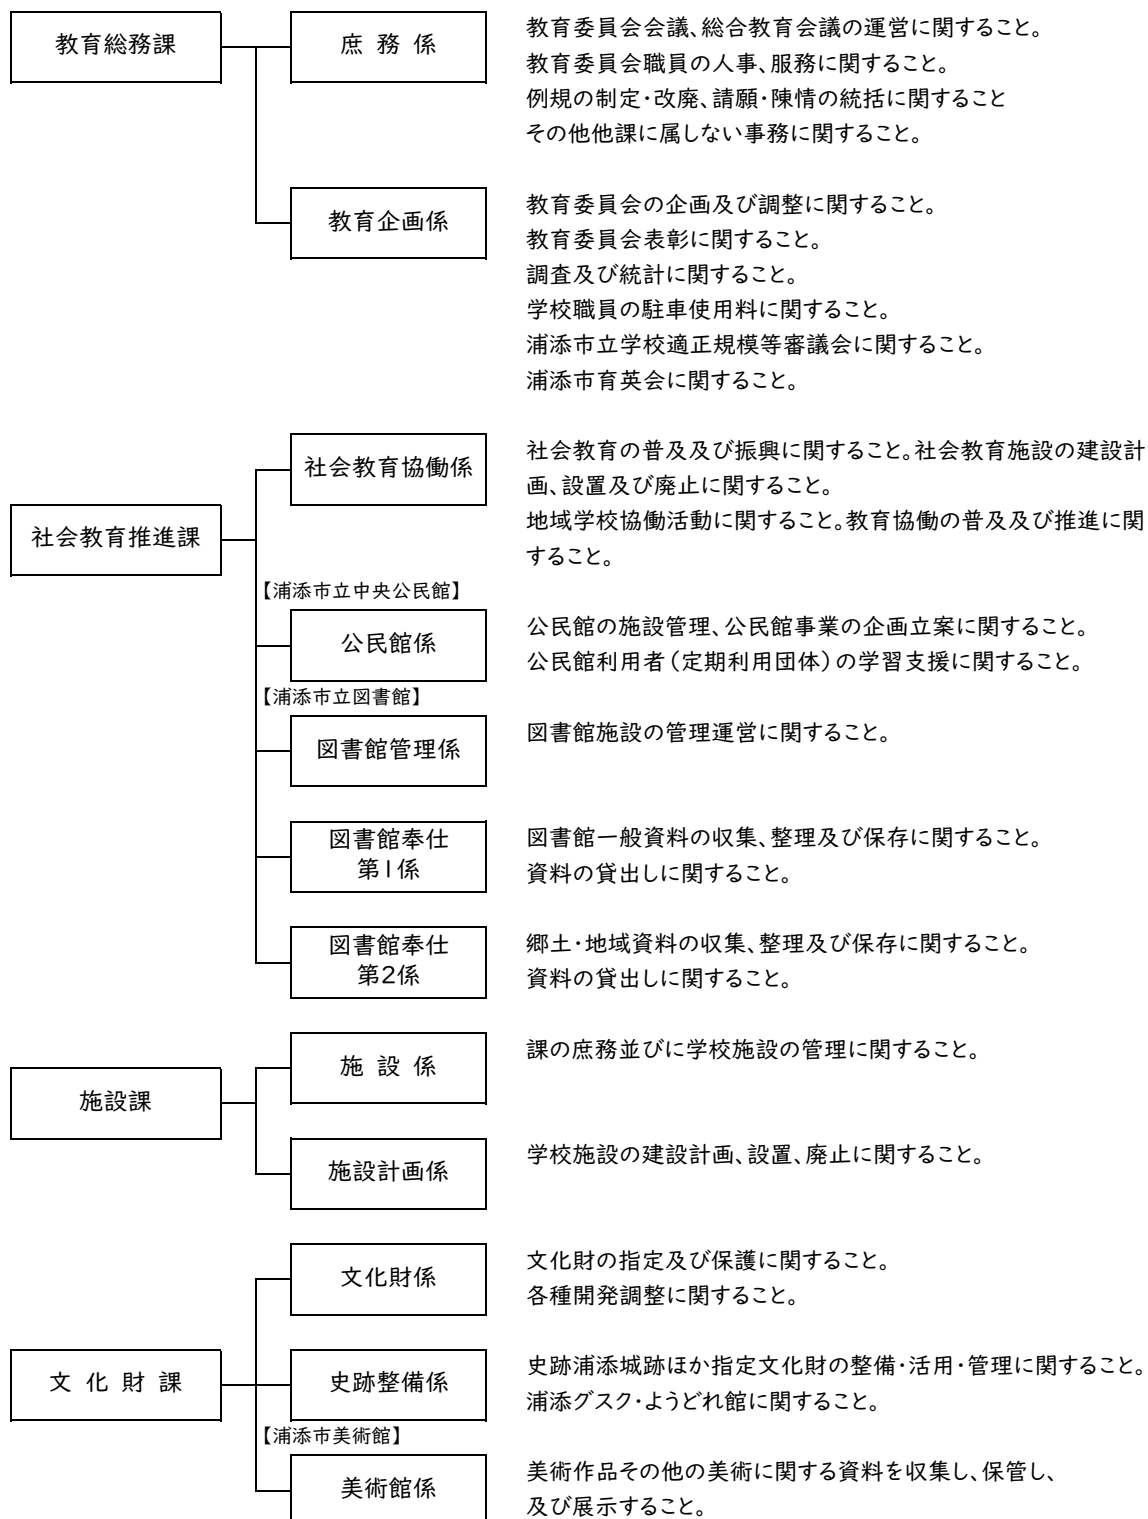 教育総務課
庶務係
教育委員会会議、総合教育会議の運営に関すること。
教育委員会職員の人事、服務に関すること。
例規の制定・改廃、請願・陳情の統括に関すること
その他他課に属しない事務に関すること。
教育企画係
教育委員会の企画及び調整に関すること。
教育委員会表彰に関すること。
調査及び統計に関すること。
学校職員の駐車使用料に関すること。
浦添市立学校適正規模等審議会に関すること。
浦添市育英会に関すること。
社会教育推進課
社会教育協働係
社会教育の普及及び振興に関すること。社会教育施設の建設計
画、設置及び廃止に関すること。
地域学校協働活動に関すること。教育協働の普及及び推進に関
すること。
【浦添市立中央公民館】
公民館係
公民館の施設管理、公民館事業の企画立案に関すること。
公民館利用者(定期利用団体)の学習支援に関すること。
【浦添市立図書館】
図書館管理係
図書館施設の管理運営に関すること。
図書館奉仕
第1係
図書館一般資料の収集、整理及び保存に関すること。
資料の貸出しに関すること。
図書館奉仕
第2係
郷土・地域資料の収集、整理及び保存に関すること。
資料の貸出しに関すること。
施設課
施設係
課の庶務並びに学校施設の管理に関すること。
施設計画係
学校施設の建設計画、設置、廃止に関すること。
文化財課
文化財係
文化財の指定及び保護に関すること。
各種開発調整に関すること。
史跡整備係
史跡浦添城跡ほか指定文化財の整備・活用・管理に関すること。
浦添グスク・ようどれ館に関すること。
【浦添市美術館】
美術館係
美術作品その他の美術に関する資料を収集し、保管し、
及び展示すること。